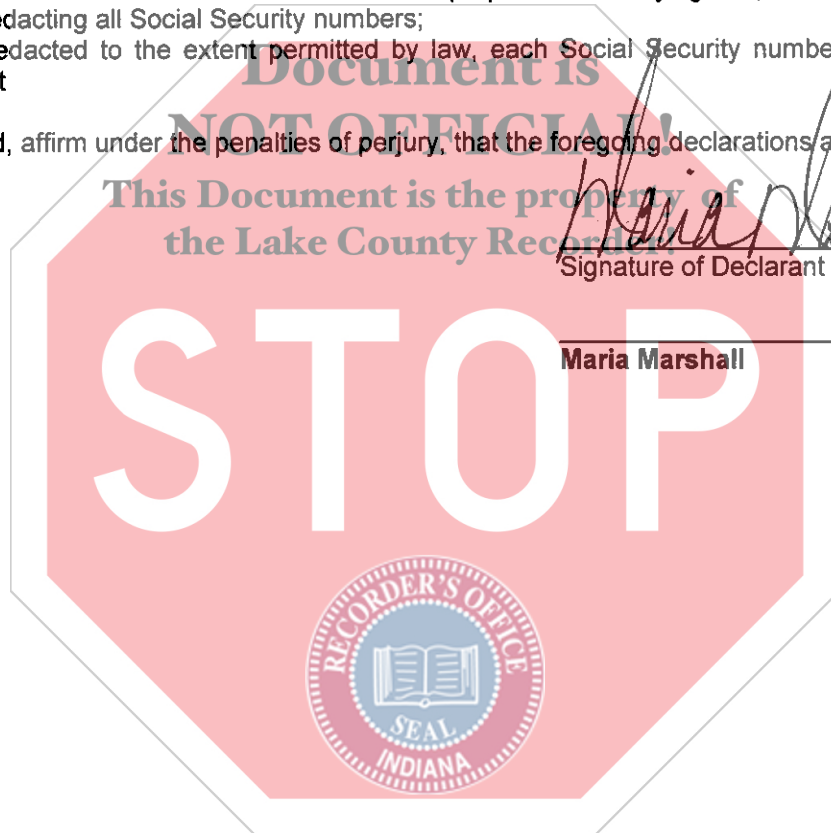 edacting all Social Security numbers;
edacted to the extent permitted by law, each Social Security numbe
t
Document is
d, affirm under the penalties of perjury, that the foregoing declarations a
NOT OFFICIAL!
This Document is the property of
the Lake County Recorder!
Maria
Signature of Declarant
Maria Marshall
STOP
RECORDER'S OFFICE
SEAL
INDIANA